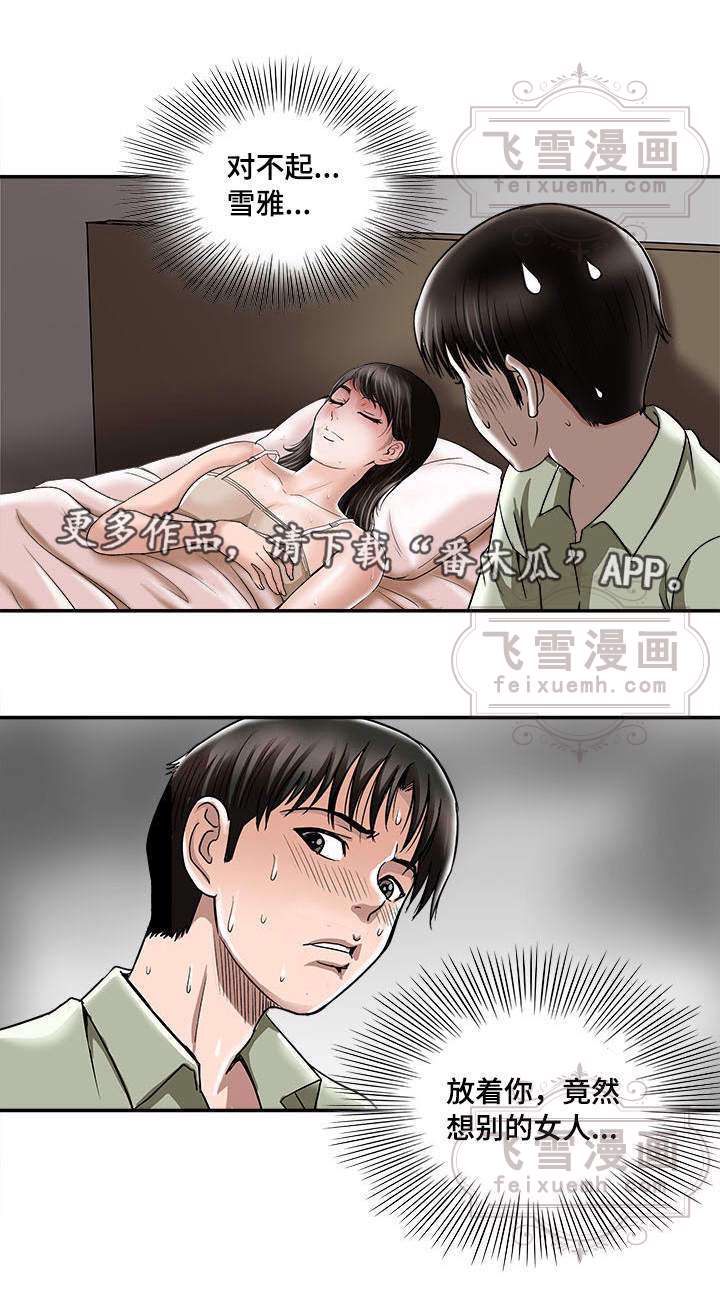 飞雪漫画
feixuemh.com
对不起...
雪雅...
更多作品，请下载“番木瓜”APP。
飞雪漫画
feixuemh.com
放着你，竟然
想别的女人...
飞雪漫画
feixuemh.com